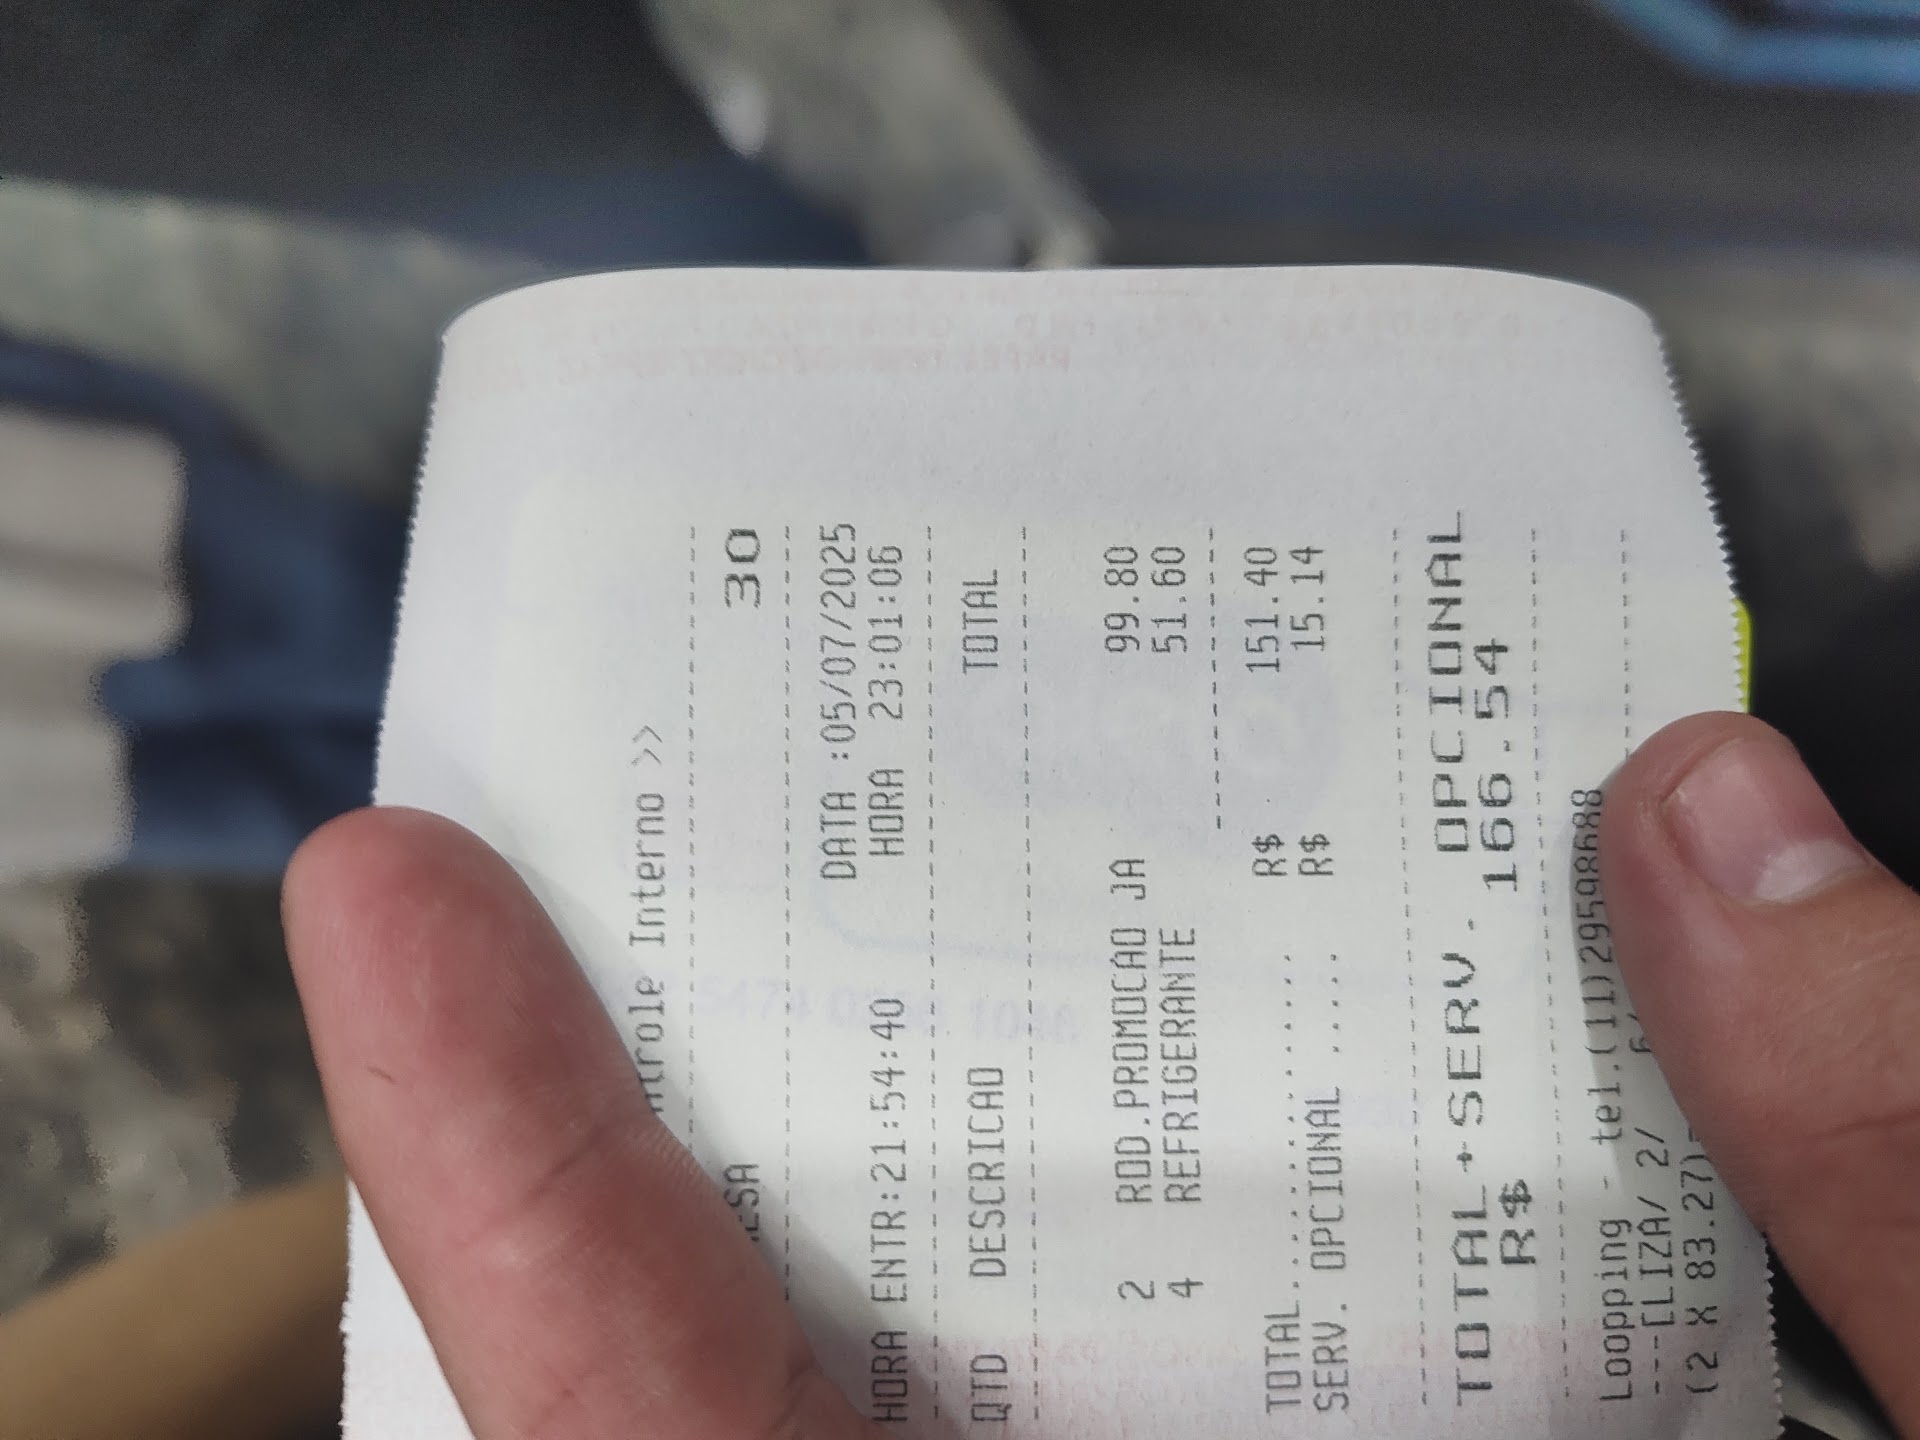 ntrole Interno >>
MESA 30
DATA :05/07/2025
HORA ENTR:21:54:40 HORA 23:01:06
QTD DESCRICAO TOTAL
2 ROD.PROMOCAO JA 99.80
4 REFRIGERANTE 51.60
TOTAL................ R$ 151.40
SERV. OPCIONAL .... R$ 15.14
TOTAL+SERV. OPCIONAL
R$ 166.54
Loopping - tel.(11)29598688
---[LIZA/ 2/
(2 X 83.27)